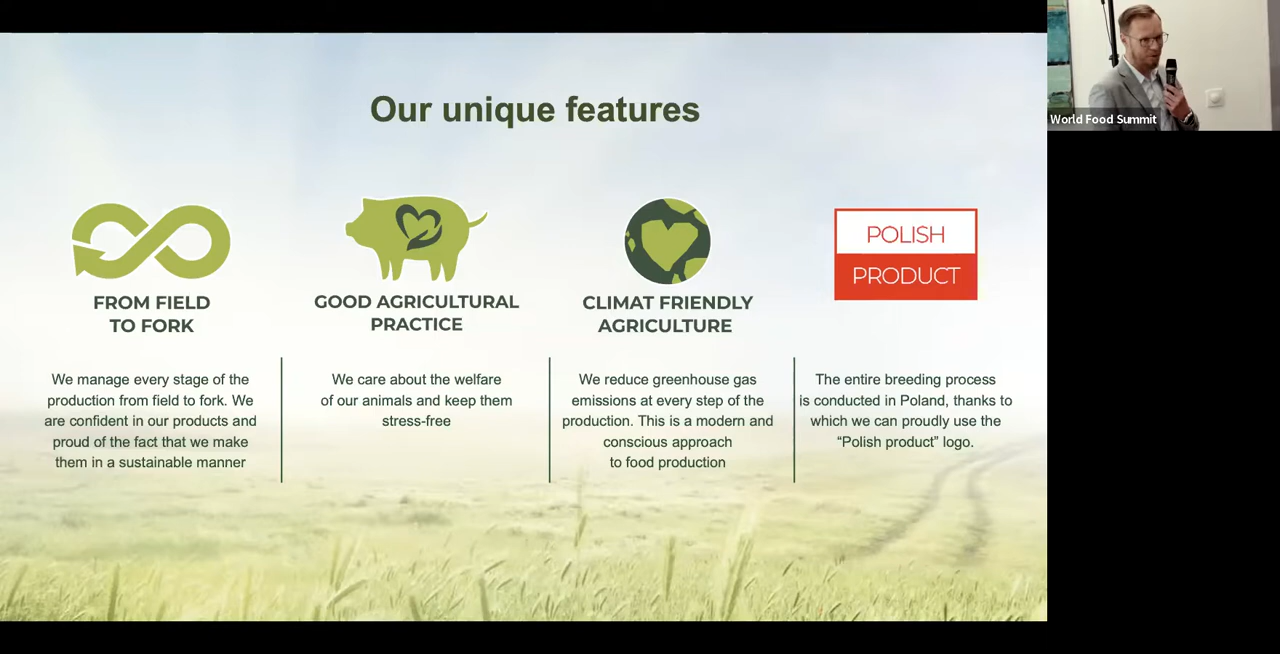 Our unique features
FROM FIELD
TO FORK
We manage every stage of the
production from field to fork. We
are confident in our products and
proud of the fact that we make
them in a sustainable manner
GOOD AGRICULTURAL
PRACTICE
We care about the welfare
of our animals and keep them
stress-free
CLIMAT FRIENDLY
AGRICULTURE
We reduce greenhouse gas
emissions at every step of the
production. This is a modern and
conscious approach
to food production
POLISH
PRODUCT
The entire breeding process
is conducted in Poland, thanks to
which we can proudly use the
“Polish product” logo.
World Food Summit